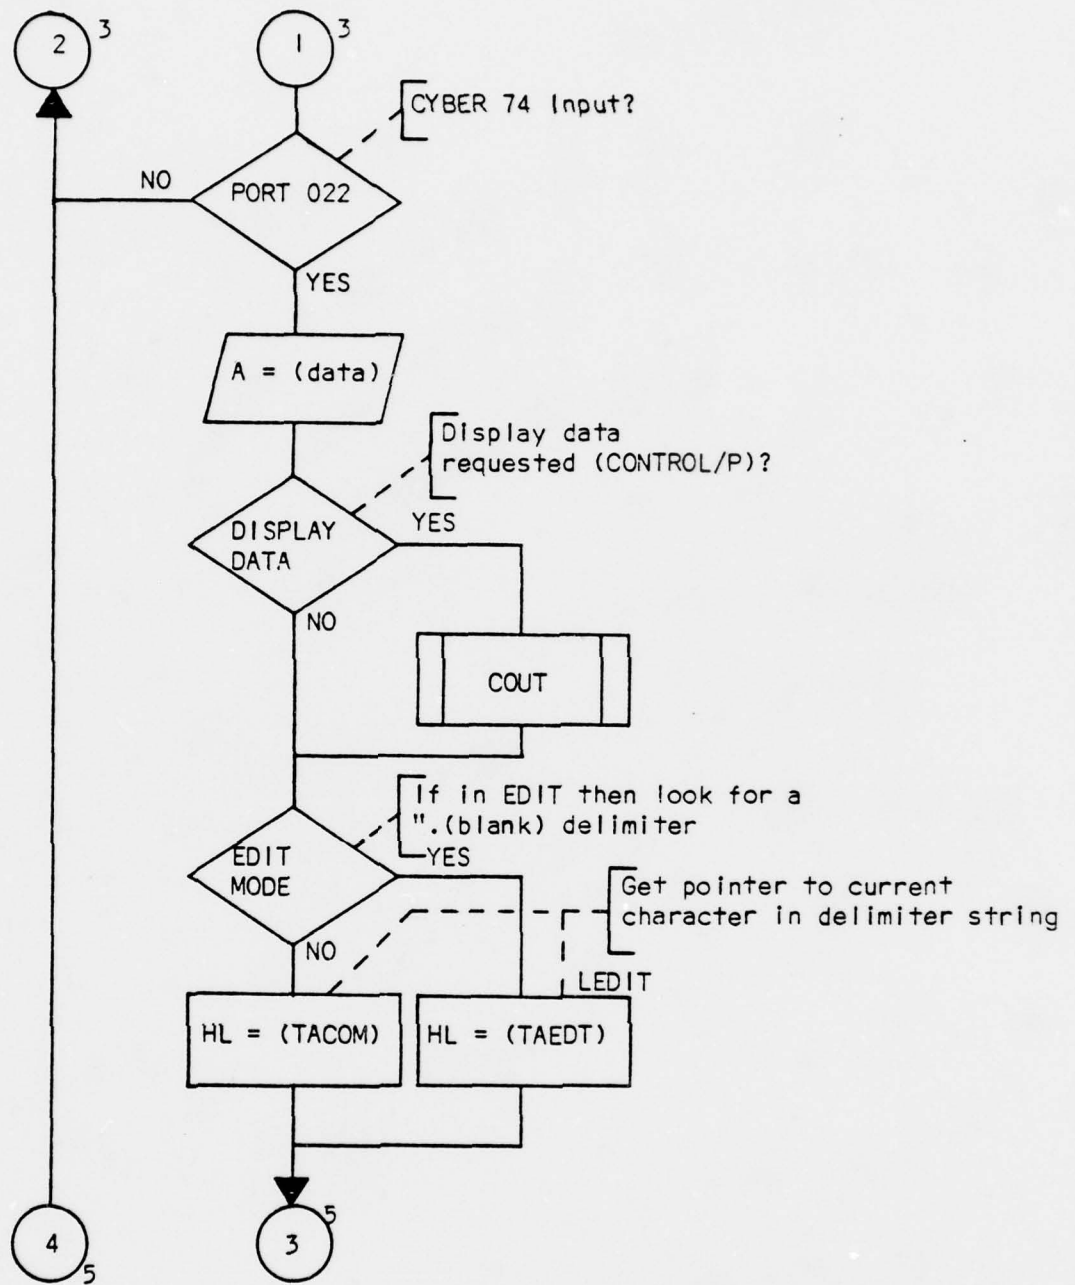 2 3
1 3
CYBER 74 Input?
NO
PORT 022
YES
A = (data)
Display data
requested (CONTROL/P)?
YES
DISPLAY
DATA
NO
COUT
If in EDIT then look for a
".(blank) delimiter
YES
EDIT
MODE
Get pointer to current
character in delimiter string
NO
LEDIT
HL = (TACOM)
HL = (TAEDT)
4 5
3 5